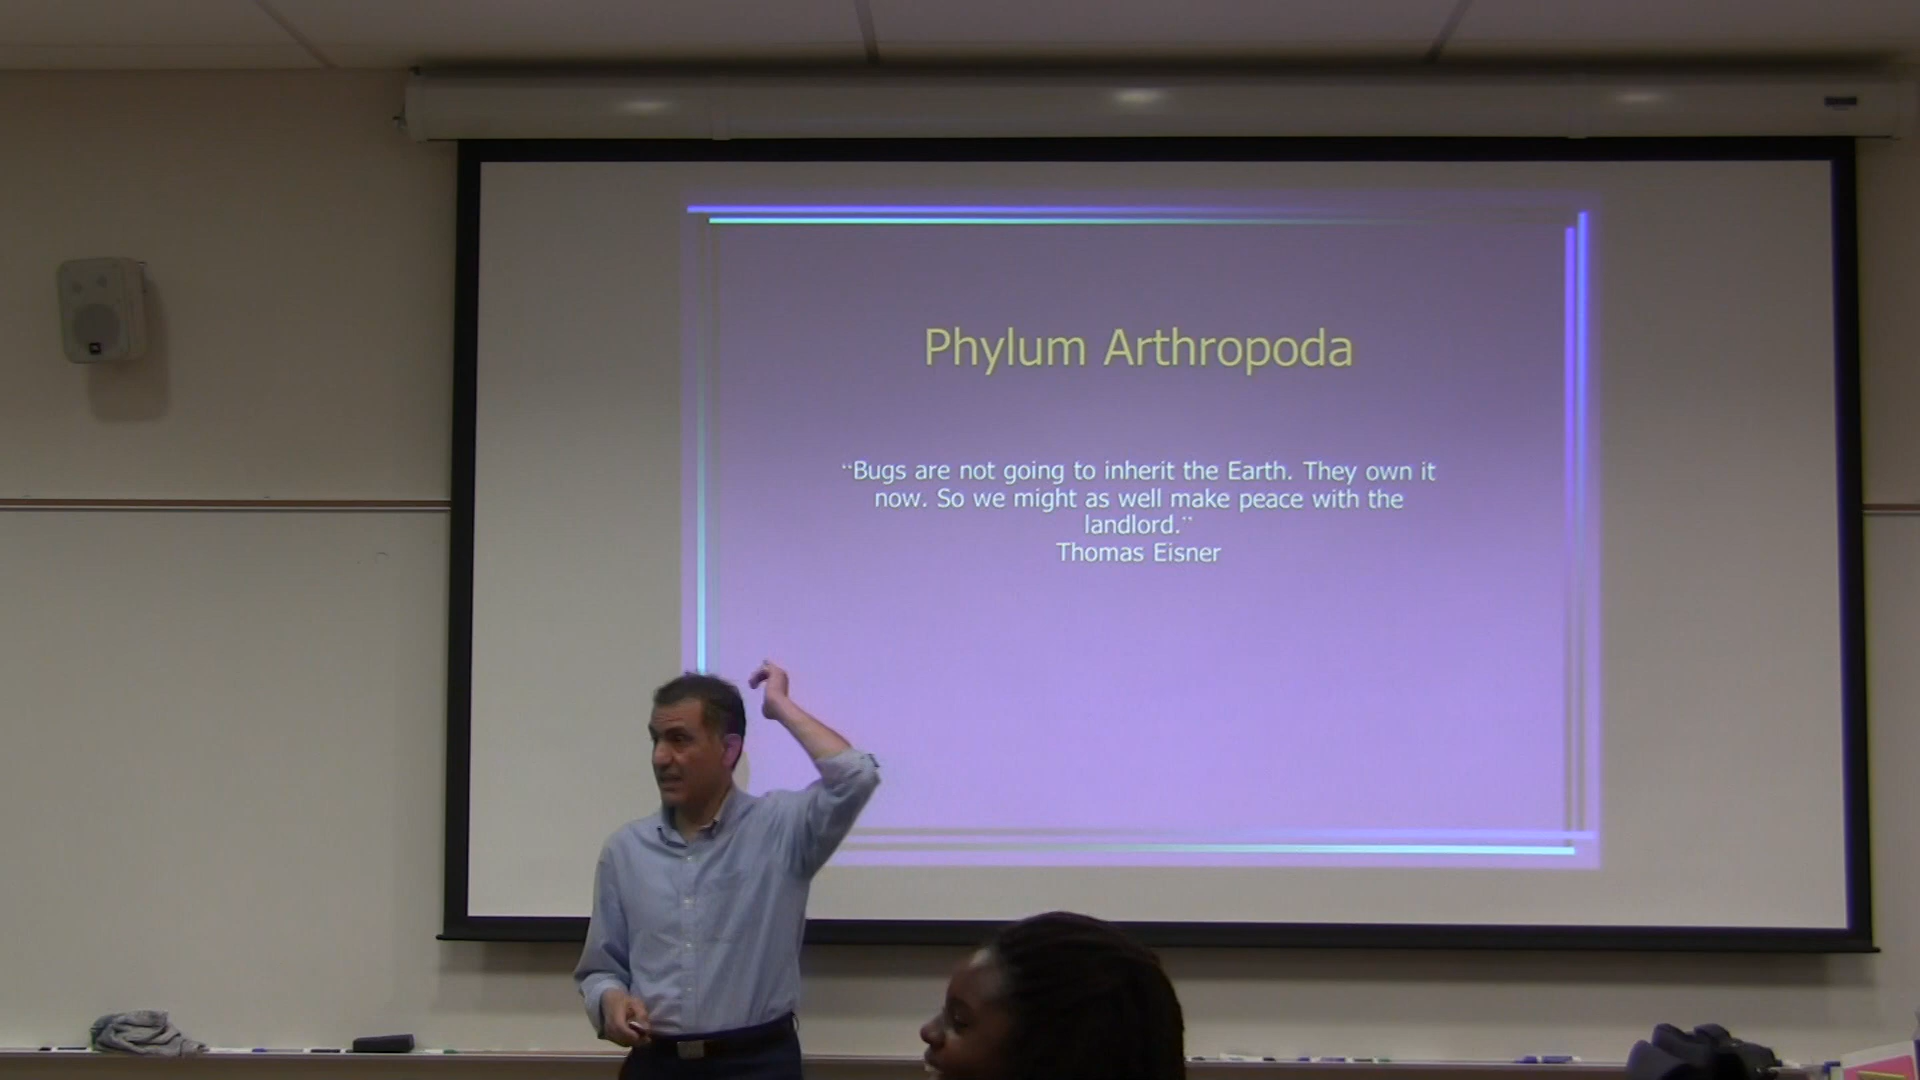 Phylum Arthropoda
“Bugs are not going to inherit the Earth. They own it
now. So we might as well make peace with the
landlord.”
Thomas Eisner